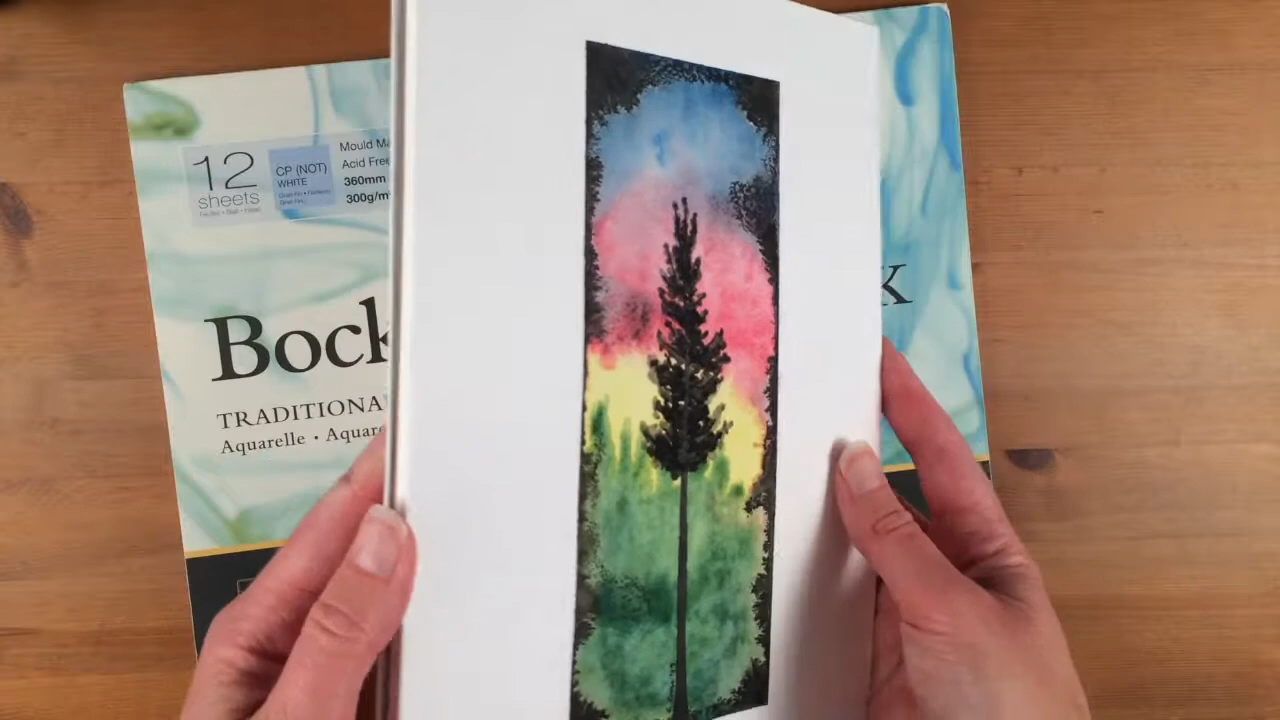 12
sheets
CP (NOT)
WHITE
Mould Ma
Acid Free
360mm
300g/m
Bock
K
TRADITIONA
Aquarelle · Aquare